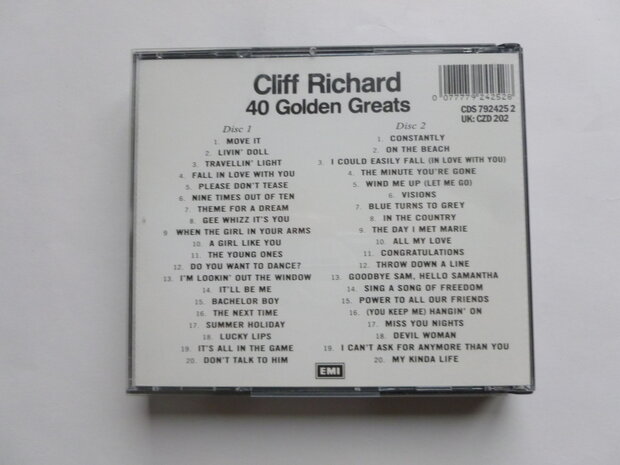 Cliff Richard
40 Golden Greats
0 077779 242528
CDS 792425 2
UK: CZD 202
Disc 1
1. MOVE IT
2. LIVIN' DOLL
3. TRAVELLIN' LIGHT
4. FALL IN LOVE WITH YOU
5. PLEASE DON'T TEASE
6. NINE TIMES OUT OF TEN
7. THEME FOR A DREAM
8. GEE WHIZZ IT'S YOU
9. WHEN THE GIRL IN YOUR ARMS
10. A GIRL LIKE YOU
11. THE YOUNG ONES
12. DO YOU WANT TO DANCE?
13. I'M LOOKIN' OUT THE WINDOW
14. IT'LL BE ME
15. BACHELOR BOY
16. THE NEXT TIME
17. SUMMER HOLIDAY
18. LUCKY LIPS
19. IT'S ALL IN THE GAME
20. DON'T TALK TO HIM
Disc 2
1. CONSTANTLY
2. ON THE BEACH
3. I COULD EASILY FALL (IN LOVE WITH YOU)
4. THE MINUTE YOU'RE GONE
5. WIND ME UP (LET ME GO)
6. VISIONS
7. BLUE TURNS TO GREY
8. IN THE COUNTRY
9. THE DAY I MET MARIE
10. ALL MY LOVE
11. CONGRATULATIONS
12. THROW DOWN A LINE
13. GOODBYE SAM, HELLO SAMANTHA
14. SING A SONG OF FREEDOM
15. POWER TO ALL OUR FRIENDS
16. (YOU KEEP ME) HANGIN' ON
17. MISS YOU NIGHTS
18. DEVIL WOMAN
19. I CAN'T ASK FOR ANYMORE THAN YOU
20. MY KINDA LIFE
EMI